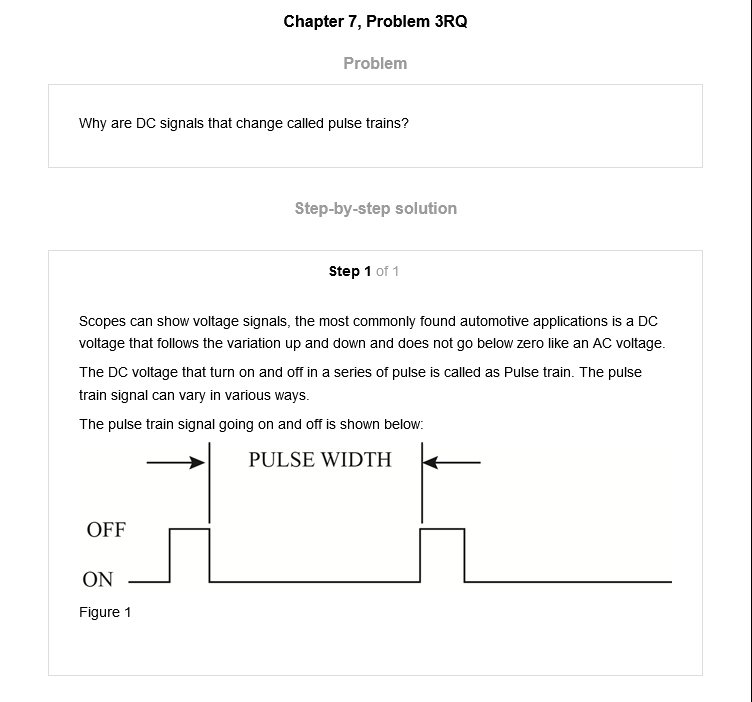 Chapter 7, Problem 3RQ
Problem
Why are DC signals that change called pulse trains?
Step-by-step solution
Step 1 of 1
Scopes can show voltage signals, the most commonly found automotive applications is a DC
voltage that follows the variation up and down and does not go below zero like an AC voltage.
The DC voltage that turn on and off in a series of pulse is called as Pulse train. The pulse
train signal can vary in various ways.
The pulse train signal going on and off is shown below:
PULSE WIDTH
OFF
ON
Figure 1